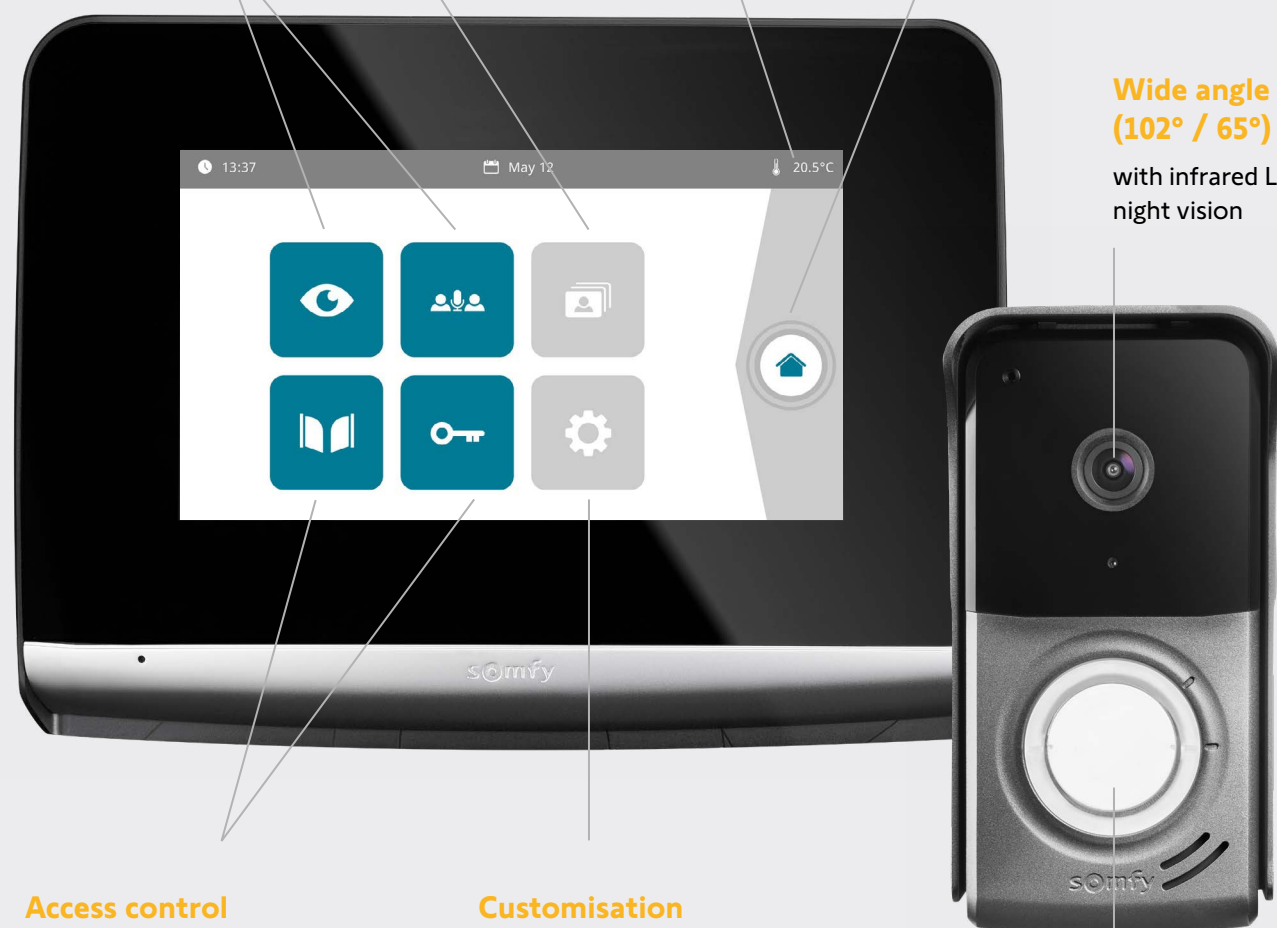 13:37
May 12
20.5°C
Wide angle
(102° / 65°)
with infrared L
night vision
somfy
somfy
Access control
Customisation